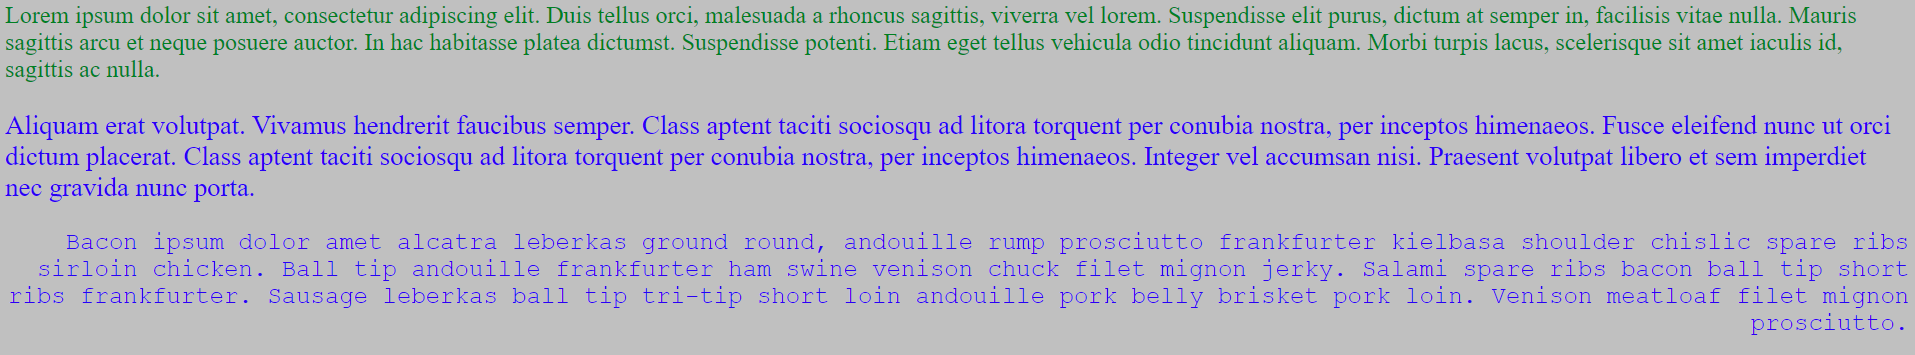 Lorem ipsum dolor sit amet, consectetur adipiscing elit. Duis tellus orci, malesuada a rhoncus sagittis, viverra vel lorem. Suspendisse elit purus, dictum at semper in, facilisis vitae nulla. Mauris
sagittis arcu et neque posuere auctor. In hac habitasse platea dictumst. Suspendisse potenti. Etiam eget tellus vehicula odio tincidunt aliquam. Morbi turpis lacus, scelerisque sit amet iaculis id,
sagittis ac nulla.
Aliquam erat volutpat. Vivamus hendrerit faucibus semper. Class aptent taciti sociosqu ad litora torquent per conubia nostra, per inceptos himenaeos. Fusce eleifend nunc ut orci
dictum placerat. Class aptent taciti sociosqu ad litora torquent per conubia nostra, per inceptos himenaeos. Integer vel accumsan nisi. Praesent volutpat libero et sem imperdiet
nec gravida nunc porta.
Bacon ipsum dolor amet alcatra leberkas ground round, andouille rump prosciutto frankfurter kielbasa shoulder chislic spare ribs
sirloin chicken. Ball tip andouille frankfurter ham swine venison chuck filet mignon jerky. Salami spare ribs bacon ball tip short
ribs frankfurter. Sausage leberkas ball tip tri-tip short loin andouille pork belly brisket pork loin. Venison meatloaf filet mignon
prosciutto.